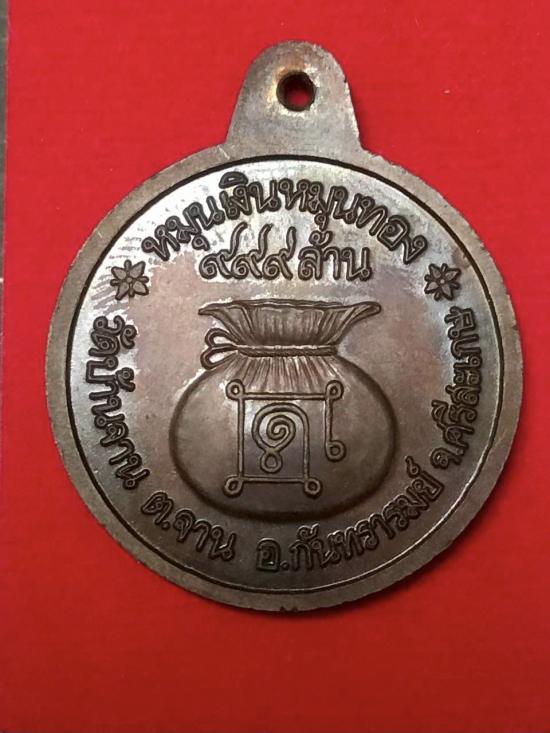 หมุนเงินหมุนทอง
๙๙๙ ล้าน
วัดบ้านจาน ต.จาน อ.กันทรารมย์ จ.ศรีสะเกษ